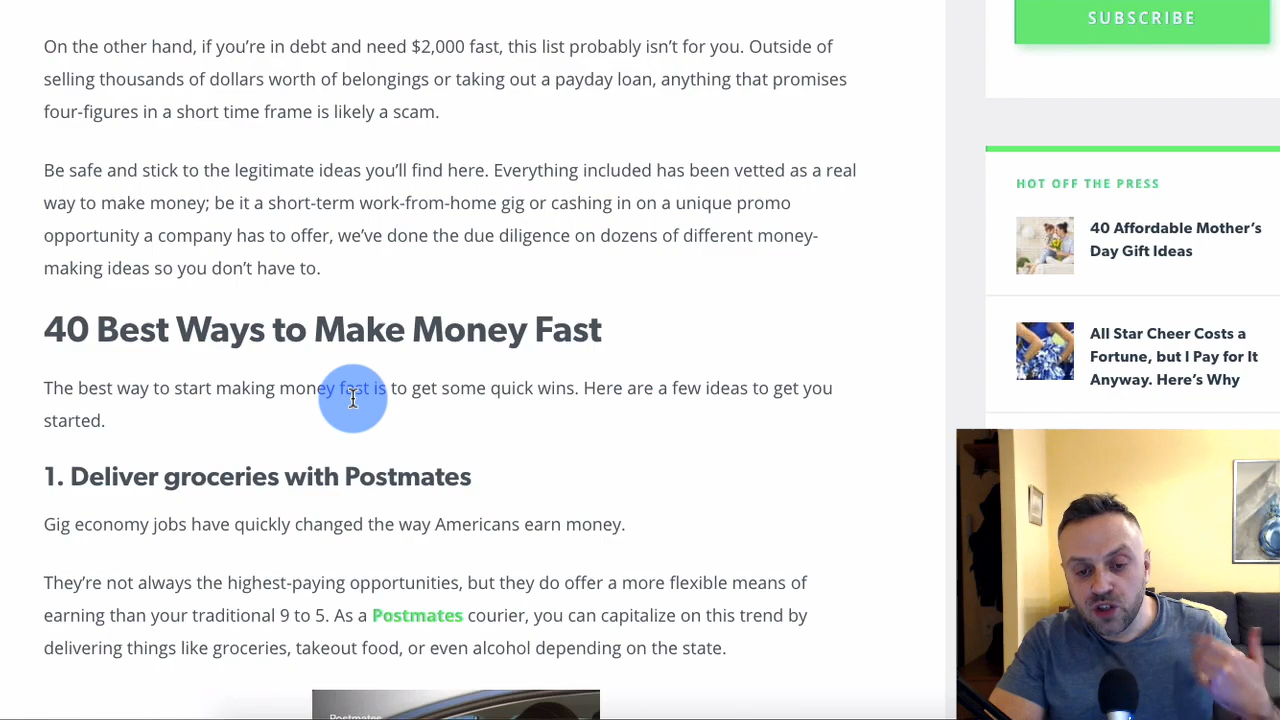 On the other hand, if you're in debt and need $2,000 fast, this list probably isn't for you. Outside of
selling thousands of dollars worth of belongings or taking out a payday loan, anything that promises
four-figures in a short time frame is likely a scam.
Be safe and stick to the legitimate ideas you'll find here. Everything included has been vetted as a real
way to make money; be it a short-term work-from-home gig or cashing in on a unique promo
opportunity a company has to offer, we've done the due diligence on dozens of different money-
making ideas so you don't have to.
40 Best Ways to Make Money Fast
The best way to start making money fast is to get some quick wins. Here are a few ideas to get you
started.
1. Deliver groceries with Postmates
Gig economy jobs have quickly changed the way Americans earn money.
They're not always the highest-paying opportunities, but they do offer a more flexible means of
earning than your traditional 9 to 5. As a Postmates courier, you can capitalize on this trend by
delivering things like groceries, takeout food, or even alcohol depending on the state.
Postmates
SUBSCRIBE
HOT OFF THE PRESS
40 Affordable Mother's
Day Gift Ideas
All Star Cheer Costs a
Fortune, but I Pay for It
Anyway. Here's Why